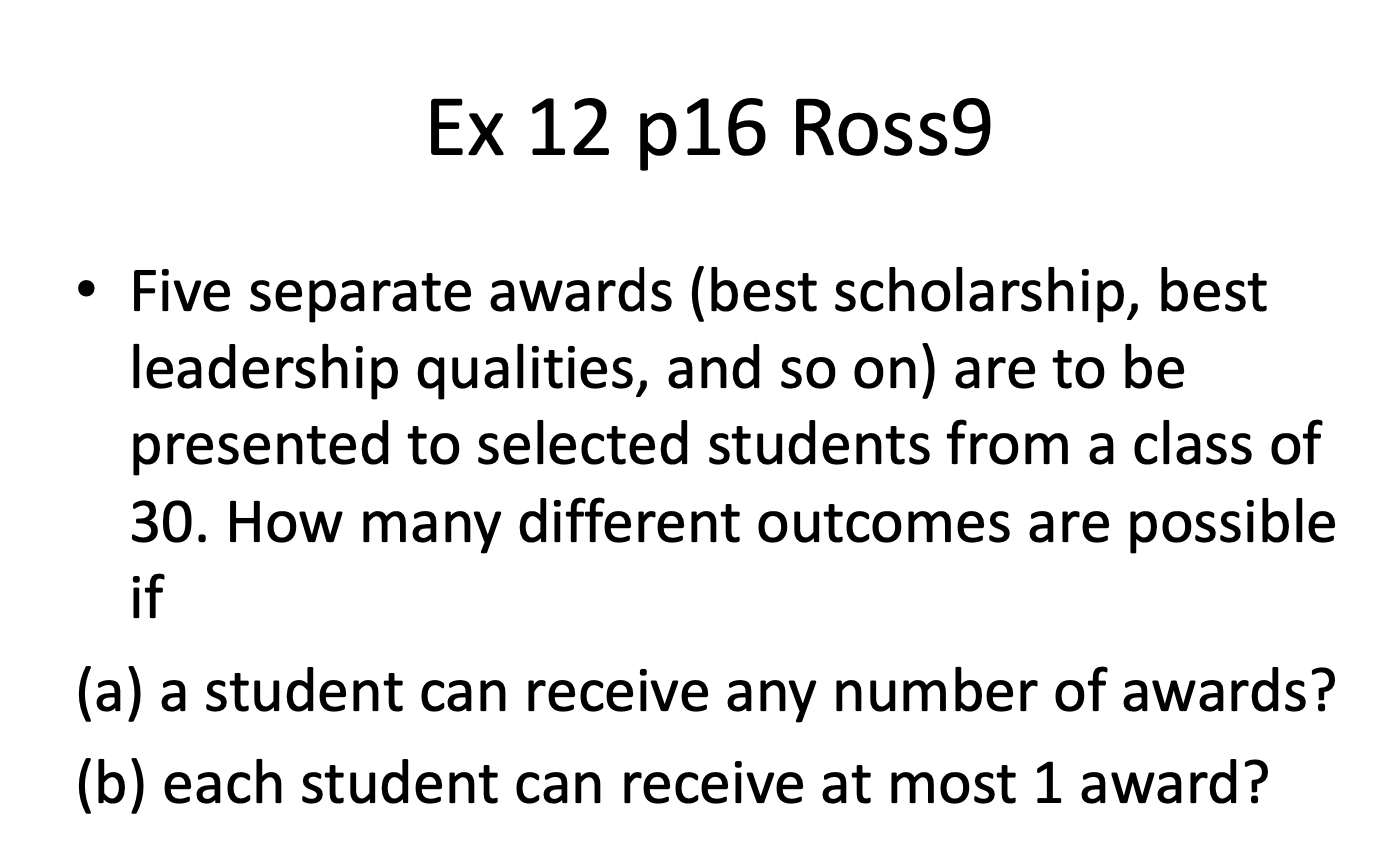 Ex 12 p16 Ross9
• Five separate awards (best scholarship, best
leadership qualities, and so on) are to be
presented to selected students from a class of
30. How many different outcomes are possible
if
(a) a student can receive any number of awards?
(b) each student can receive at most 1 award?